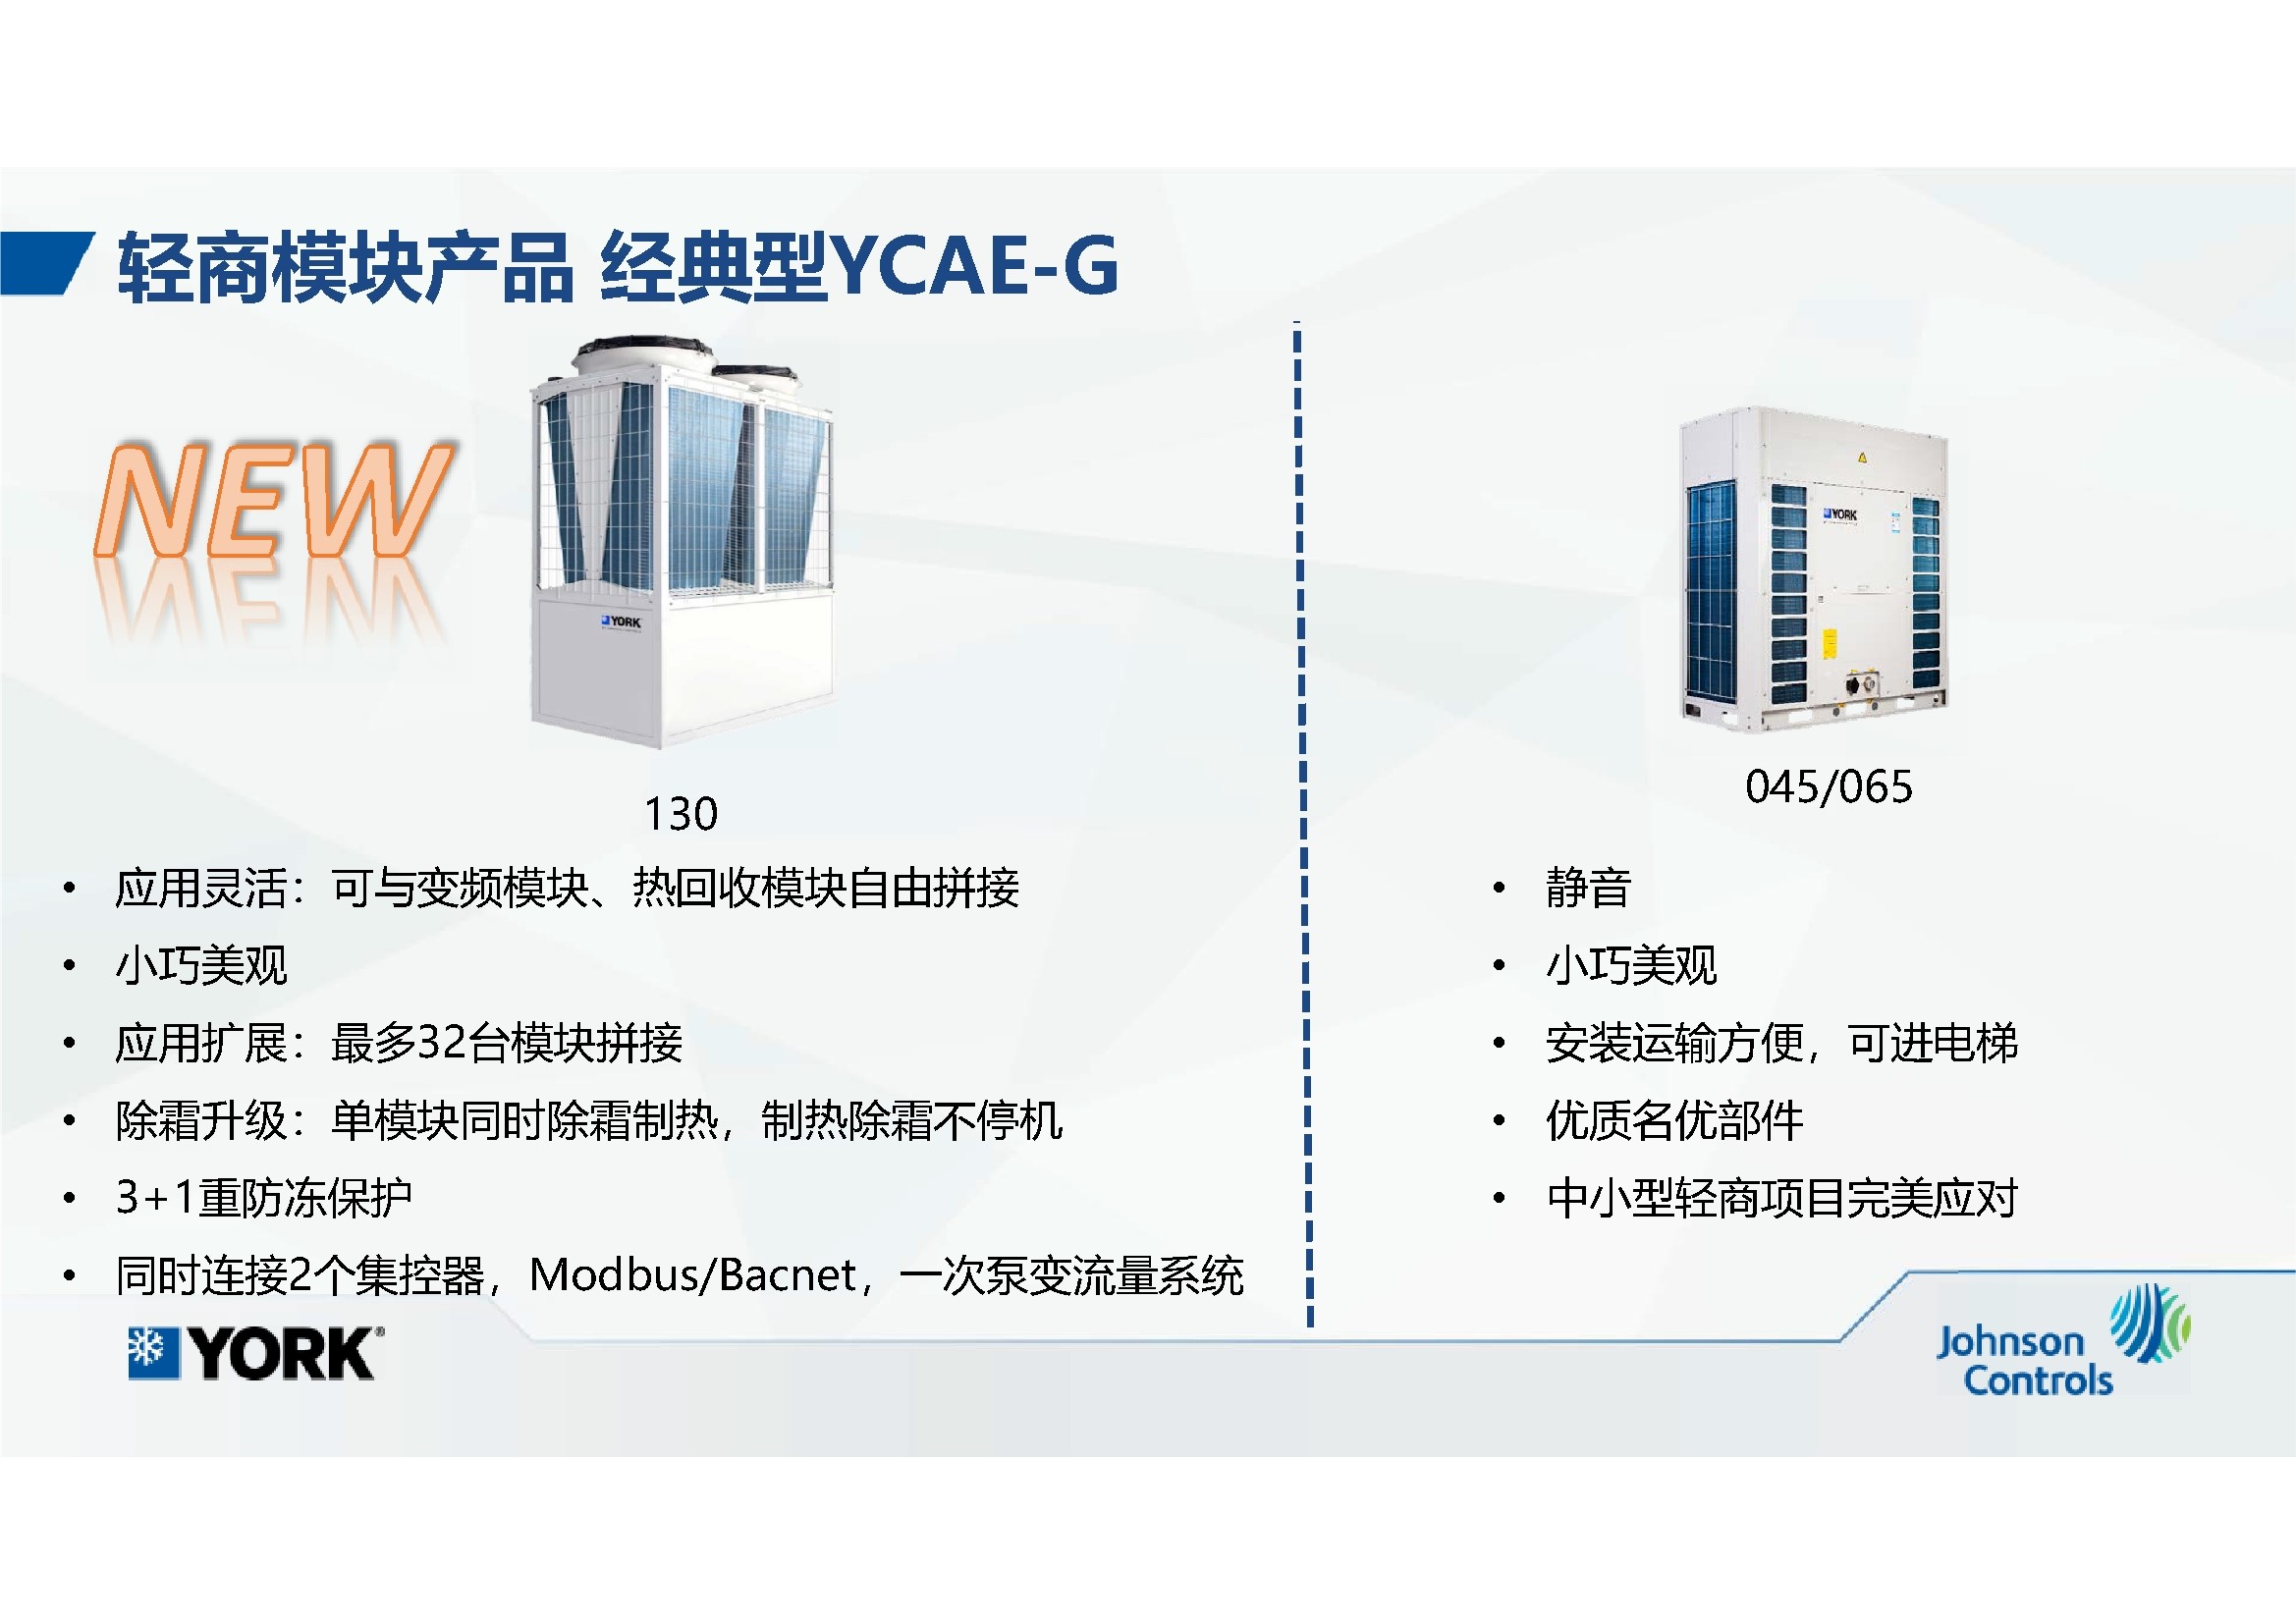 轻商模块产品 经典型YCAE-G
NEW
YORK
130
• 应用灵活：可与变频模块、热回收模块自由拼接
• 小巧美观
• 应用扩展：最多32台模块拼接
• 除霜升级：单模块同时除霜制热，制热除霜不停机
• 3+1重防冻保护
• 同时连接2个集控器，Modbus/Bacnet，一次泵变流量系统
YORK
045/065
• 静音
• 小巧美观
• 安装运输方便，可进电梯
• 优质名优部件
• 中小型轻商项目完美应对
YORK®
Johnson
Controls